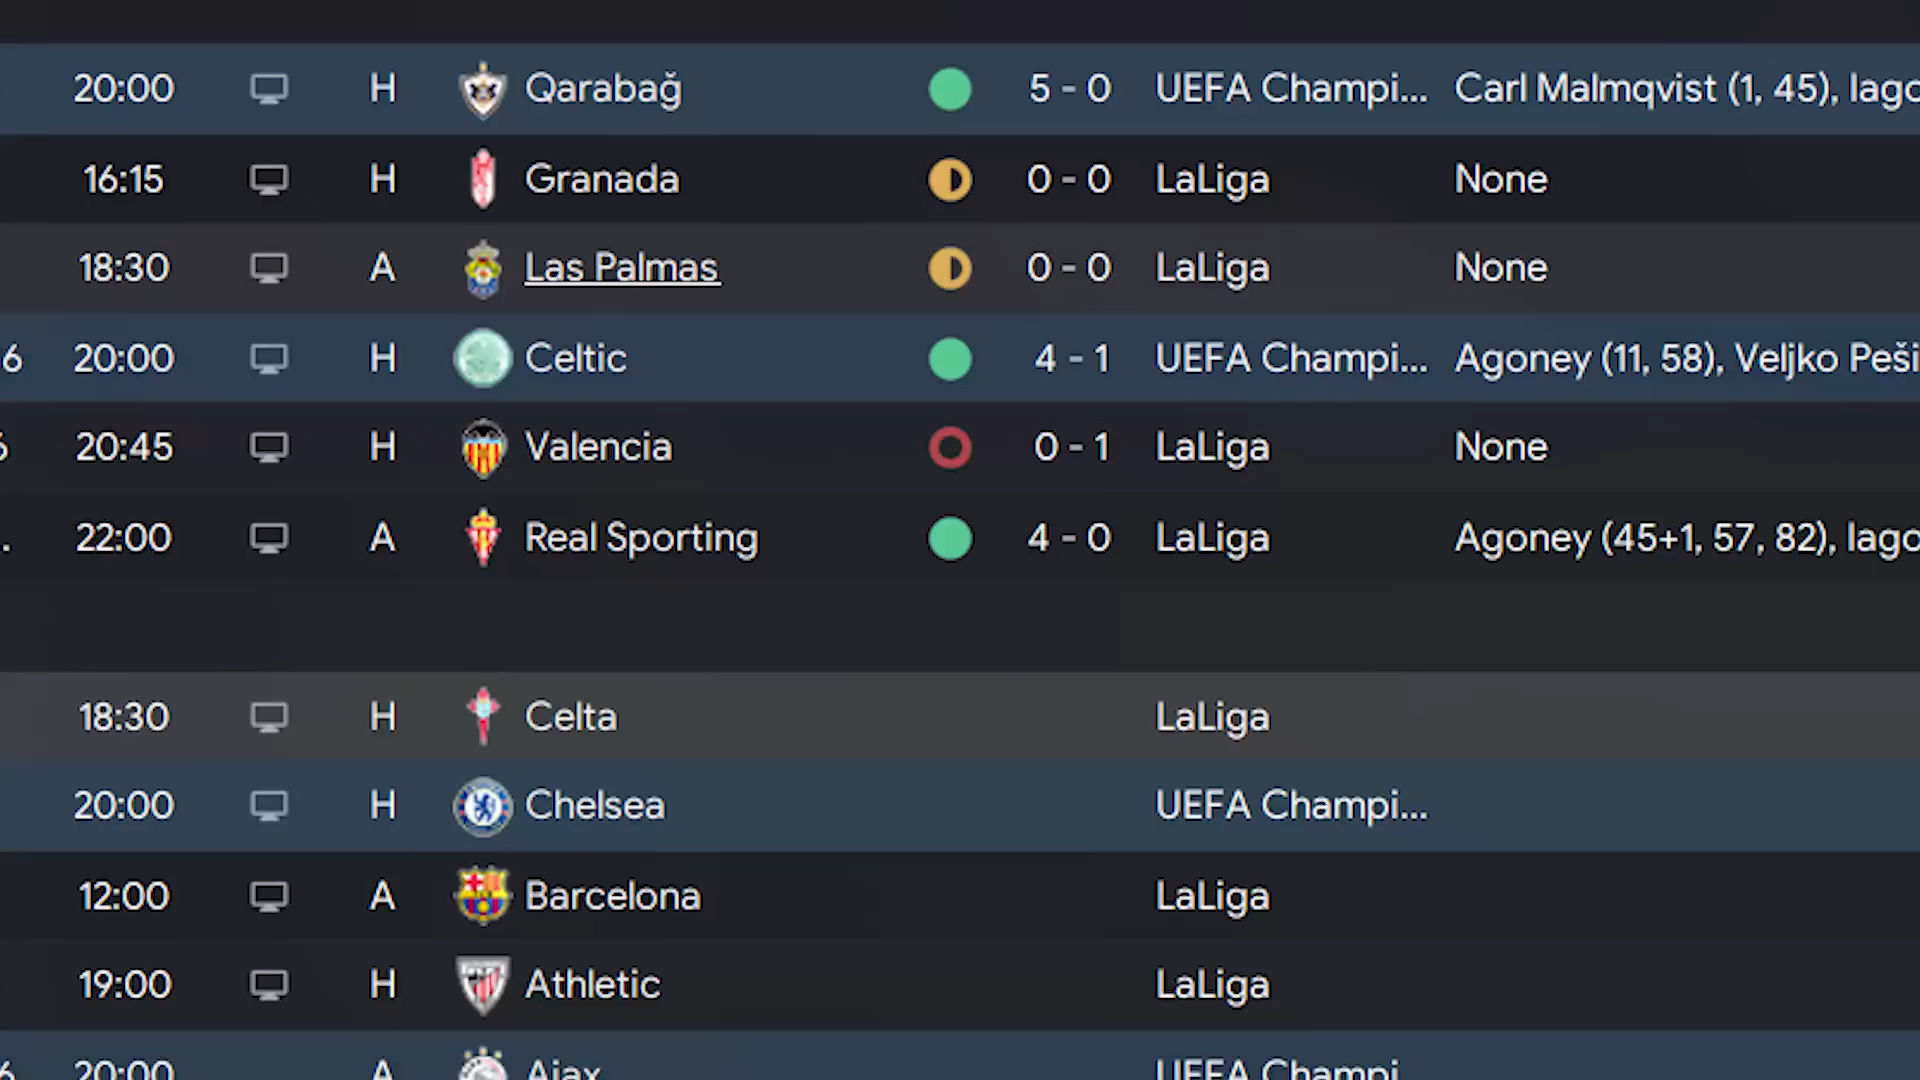 20:00 H Qarabağ 5 - 0 UEFA Champi... Carl Malmqvist (1, 45), Iago
16:15 H Granada 0 - 0 LaLiga None
18:30 A Las Palmas 0 - 0 LaLiga None
6 20:00 H Celtic 4 - 1 UEFA Champi... Agoney (11, 58), Veljko Peši
6 20:45 H Valencia 0 - 1 LaLiga None
. 22:00 A Real Sporting 4 - 0 LaLiga Agoney (45+1, 57, 82), Iago
18:30 H Celta LaLiga
20:00 H Chelsea UEFA Champi...
12:00 A Barcelona LaLiga
19:00 H Athletic LaLiga
6 20:00 A Ajax UEFA Champi